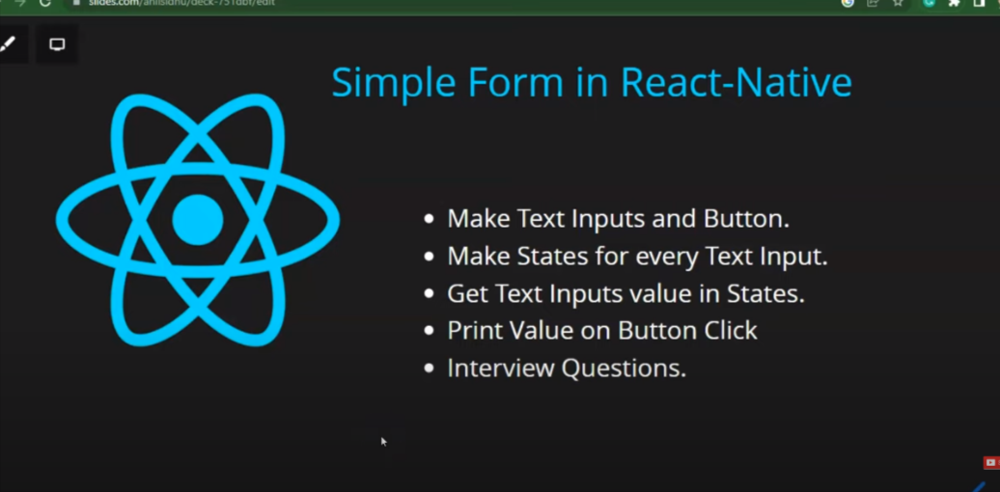 slides.com/anilsidhu/deck-751dbf/edit
Simple Form in React-Native
• Make Text Inputs and Button.
• Make States for every Text Input.
• Get Text Inputs value in States.
• Print Value on Button Click
• Interview Questions.